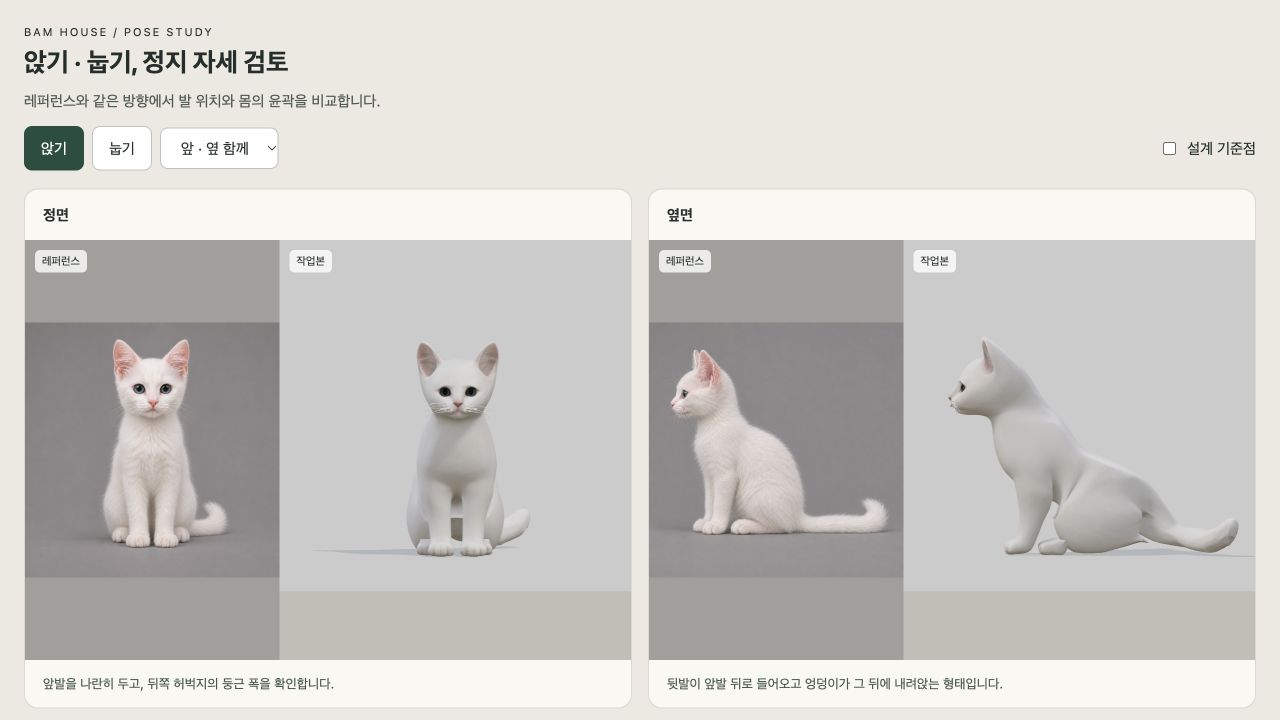 BAM HOUSE / POSE STUDY
앉기 · 눕기, 정지 자세 검토
레퍼런스와 같은 방향에서 발 위치와 몸의 윤곽을 비교합니다.
앉기
눕기
앞 · 옆 함께
설계 기준점
정면
레퍼런스
작업본
앞발을 나란히 두고, 뒤쪽 허벅지의 둥근 폭을 확인합니다.
옆면
레퍼런스
작업본
뒷발이 앞발 뒤로 들어오고 엉덩이가 그 뒤에 내려앉는 형태입니다.